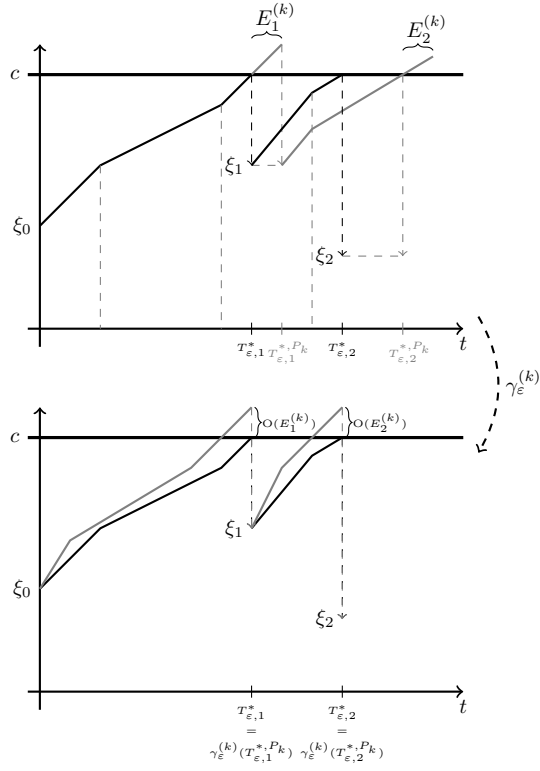 E_1^{(k)} E_2^{(k)}
c
ξ_1
ξ_0
ξ_2
T^*_{ε,1} T^{*,P_k}_{ε,1} T^*_{ε,2} T^{*,P_k}_{ε,2} t
γ_ε^{(k)}
c O(E_1^{(k)}) O(E_2^{(k)})
ξ_1
ξ_0
ξ_2
t
T^*_{ε,1} T^*_{ε,2}
= =
γ_ε^{(k)}(T^{*,P_k}_{ε,1}) γ_ε^{(k)}(T^{*,P_k}_{ε,2})